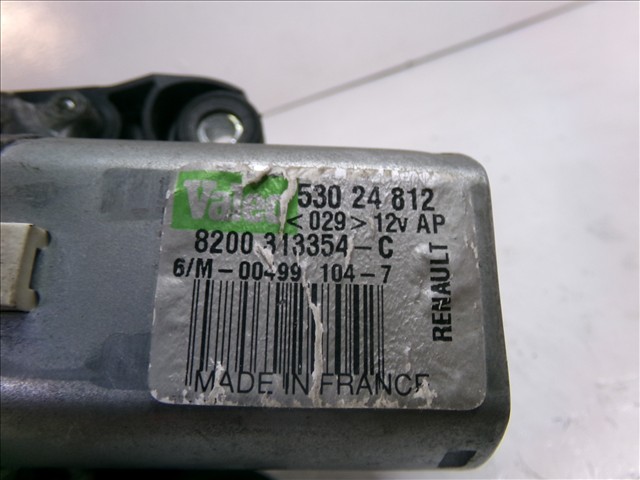 Valeo 530 24 812
<029> 12v AP
8200 313354-C
6/M-00499 104-7
MADE IN FRANCE
RENAULT